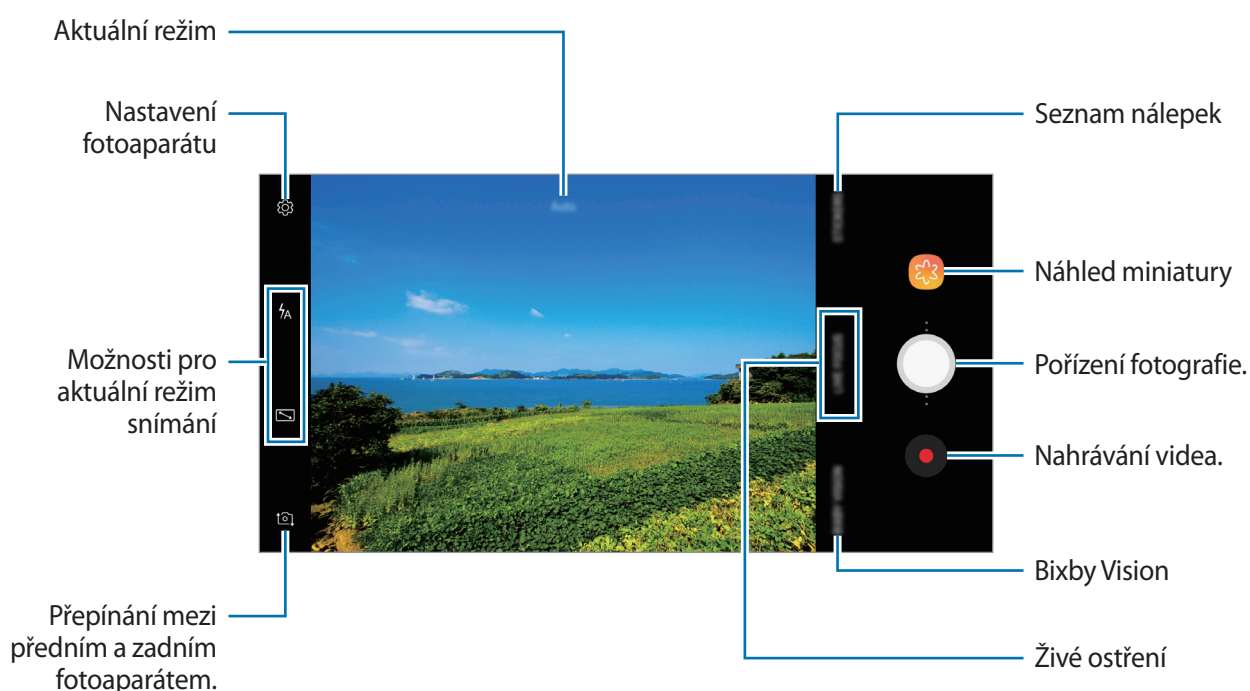 Aktuální režim
Nastavení
fotoaparátu
Možnosti pro
aktuální režim
snímání
Přepínání mezi
předním a zadním
fotoaparátem.
Seznam nálepek
Náhled miniatury
Pořízení fotografie.
Nahrávání videa.
Bixby Vision
Živé ostření